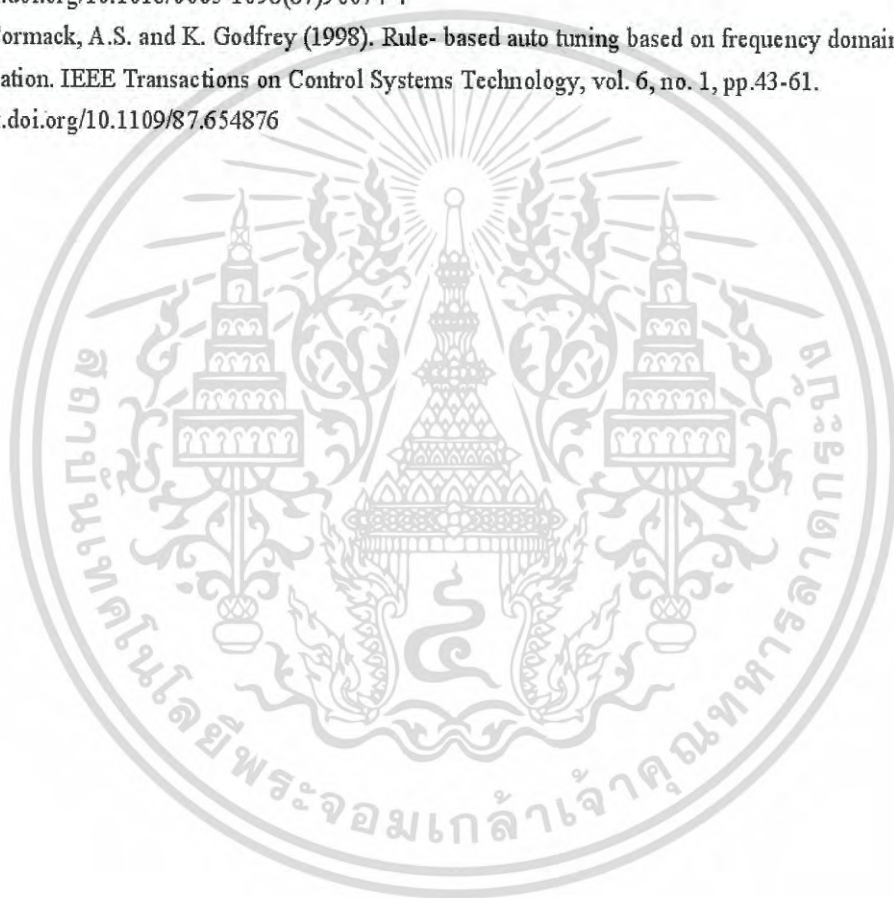 Cormack, A.S. and K. Godfrey (1998). Rule- based auto tuning based on frequency domain
ation. IEEE Transactions on Control Systems Technology, vol. 6, no. 1, pp.43-61.
.doi.org/10.1109/87.654876
สถาบันเทคโนโลยีพระจอมเกล้าเจ้าคุณทหารลาดกระบัง